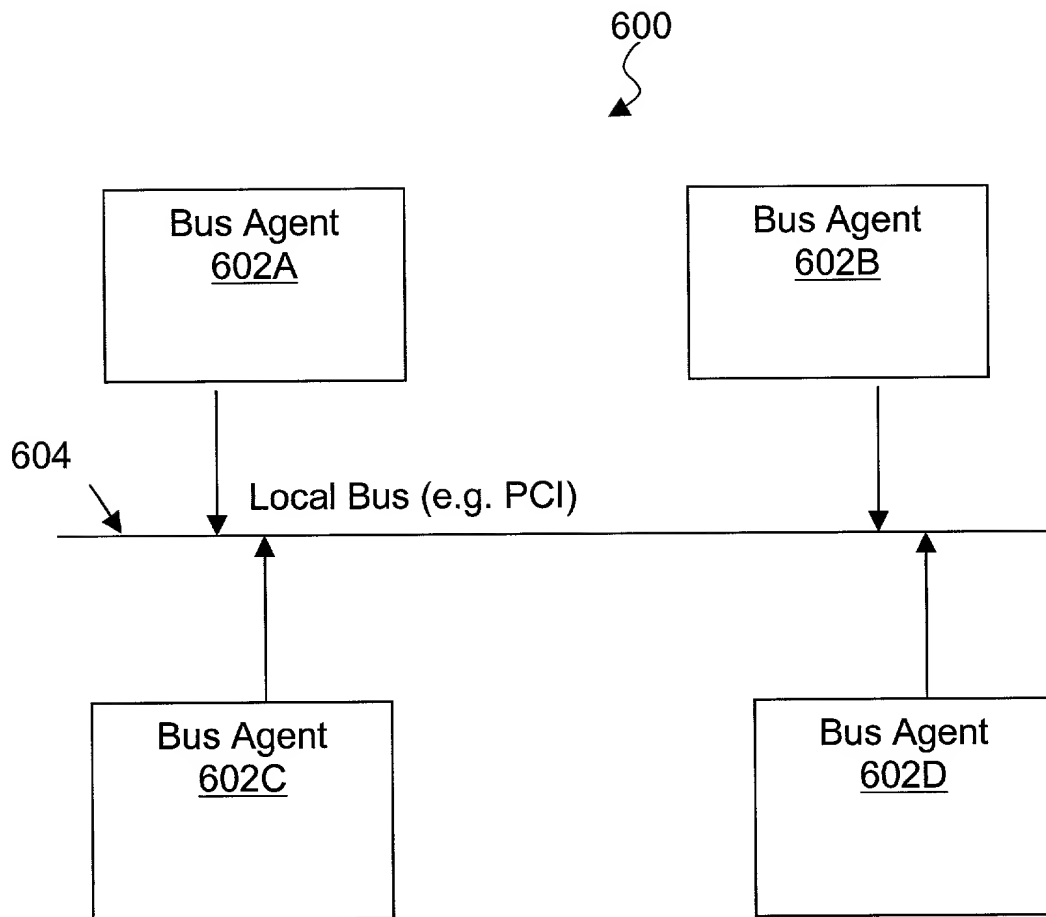 600
Bus Agent
602A
Bus Agent
602B
604
Local Bus (e.g. PCI)
Bus Agent
602C
Bus Agent
602D